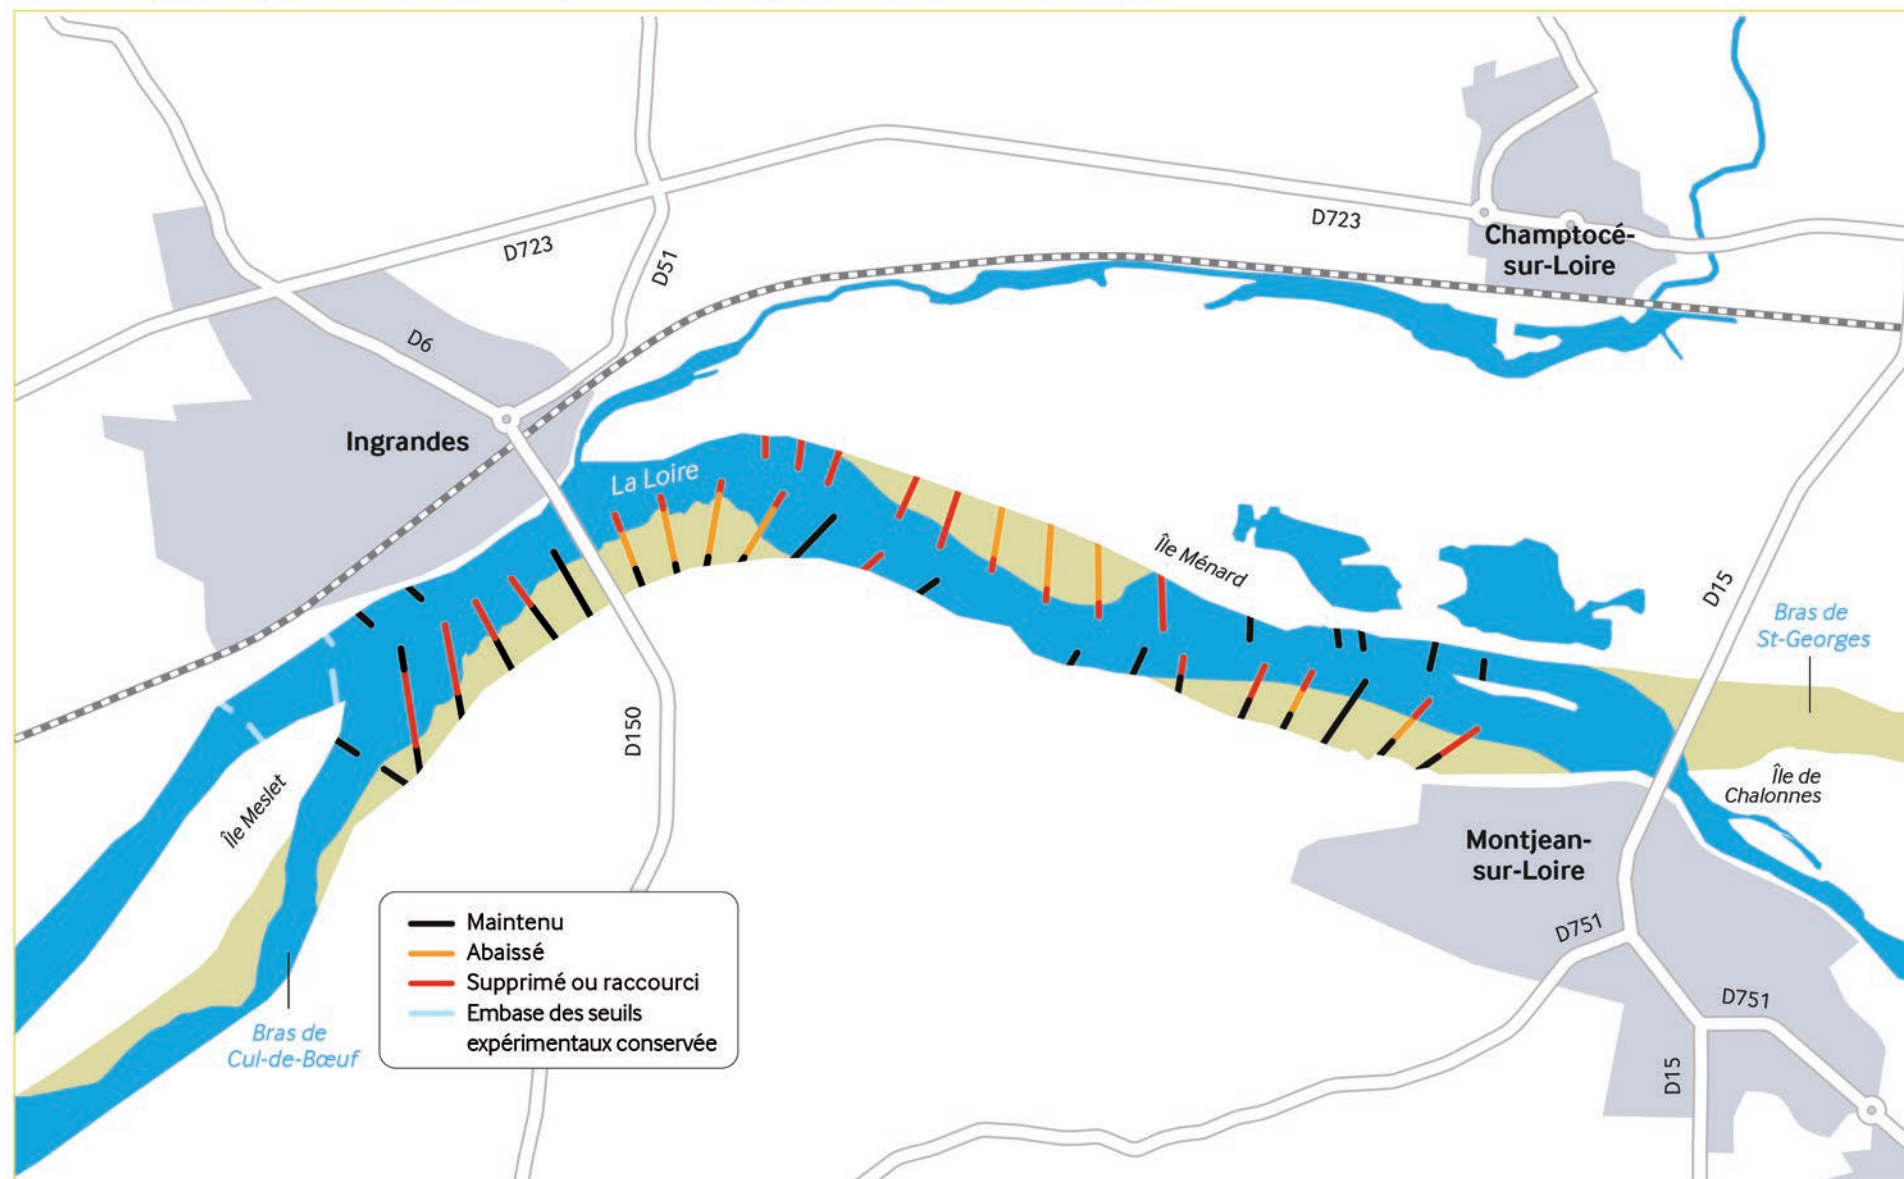 D723
D51
D723
Champtocé-
sur-Loire
D6
Ingrandes
La Loire
Île Ménard
D15
Bras de
St-Georges
D150
Île Meslet
Île de
Chalonnes
Montjean-
sur-Loire
Maintenu
Abaissé
Supprimé ou raccourci
Embase des seuils
expérimentaux conservée
D751
D751
Bras de
Cul-de-Bœuf
D15